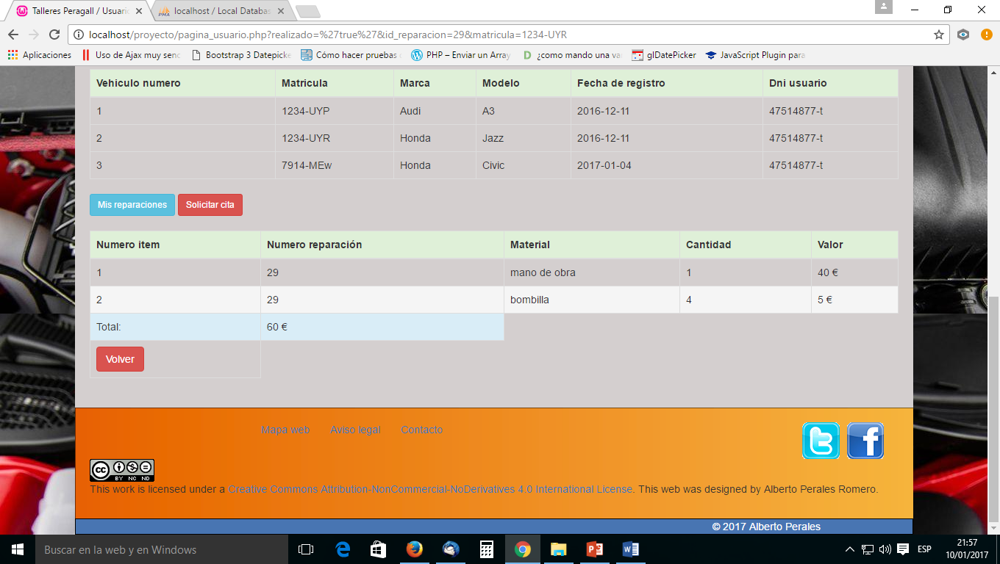 Talleres Peragall / Usuario
localhost / Local Databas
localhost/proyecto/pagina_usuario.php?realizado=%27true%27&id_reparacion=29&matricula=1234-UYR
Aplicaciones Uso de Ajax muy senc Bootstrap 3 Datepicke Cómo hacer pruebas PHP – Enviar un Array ¿como mando una va glDatePicker JavaScript Plugin para
Vehiculo numero Matricula Marca Modelo Fecha de registro Dni usuario
1 1234-UYP Audi A3 2016-12-11 47514877-t
2 1234-UYR Honda Jazz 2016-12-11 47514877-t
3 7914-MEw Honda Civic 2017-01-04 47514877-t
Mis reparaciones Solicitar cita
Numero item Numero reparación Material Cantidad Valor
1 29 mano de obra 1 40 €
2 29 bombilla 4 5 €
Total: 60 €
Volver
Mapa web Aviso legal Contacto
cc BY NC ND
This work is licensed under a Creative Commons Attribution-NonCommercial-NoDerivatives 4.0 International License. This web was designed by Alberto Perales Romero.
© 2017 Alberto Perales
Buscar en la web y en Windows
ESP
21:57
10/01/2017